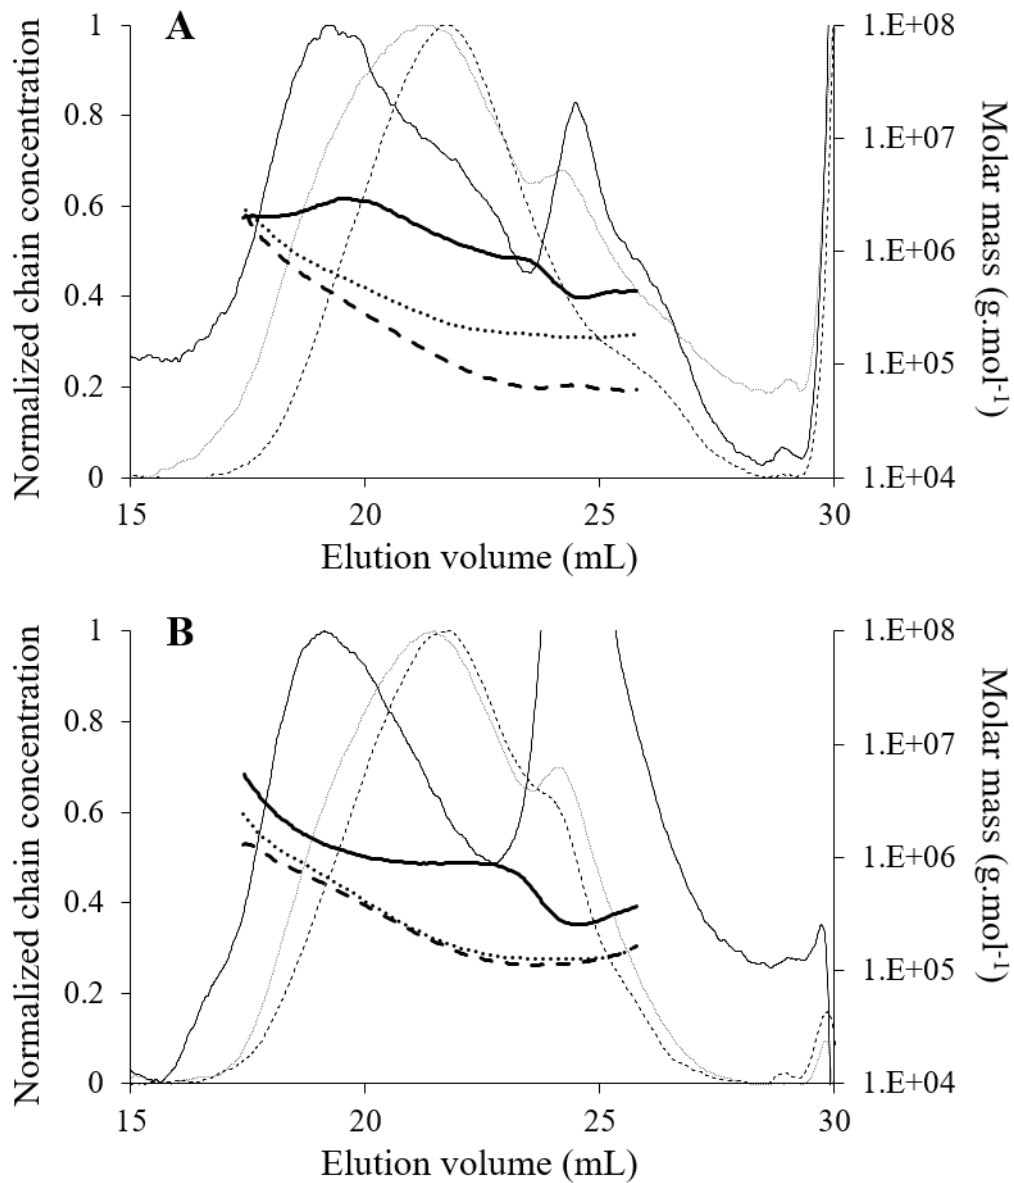 A
Normalized chain concentration
1
0.8
0.6
0.4
0.2
0
15
20
25
30
Elution volume (mL)
1.E+08
1.E+07
1.E+06
1.E+05
1.E+04
Molar mass (g.mol⁻¹)
B
Normalized chain concentration
1
0.8
0.6
0.4
0.2
0
15
20
25
30
Elution volume (mL)
1.E+08
1.E+07
1.E+06
1.E+05
1.E+04
Molar mass (g.mol⁻¹)